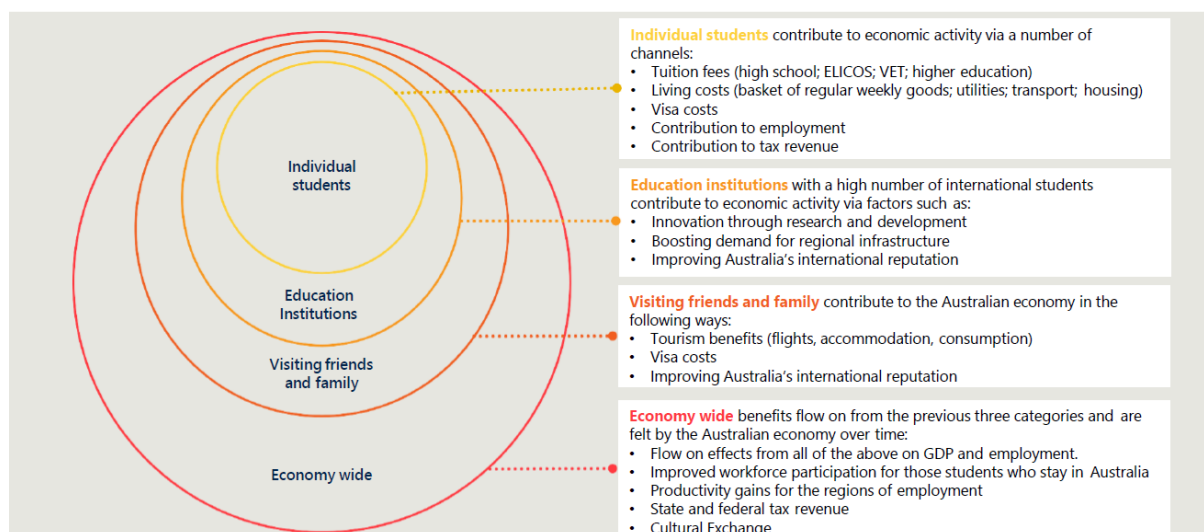 Individual
students
Education
Institutions
Visiting friends
and family
Economy wide
Individual students contribute to economic activity via a number of
channels:
• Tuition fees (high school; ELICOS; VET; higher education)
• Living costs (basket of regular weekly goods; utilities; transport; housing)
• Visa costs
• Contribution to employment
• Contribution to tax revenue
Education institutions with a high number of international students
contribute to economic activity via factors such as:
• Innovation through research and development
• Boosting demand for regional infrastructure
• Improving Australia's international reputation
Visiting friends and family contribute to the Australian economy in the
following ways:
• Tourism benefits (flights, accommodation, consumption)
• Visa costs
• Improving Australia's international reputation
Economy wide benefits flow on from the previous three categories and are
felt by the Australian economy over time:
• Flow on effects from all of the above on GDP and employment.
• Improved workforce participation for those students who stay in Australia
• Productivity gains for the regions of employment
• State and federal tax revenue
• Cultural Exchange